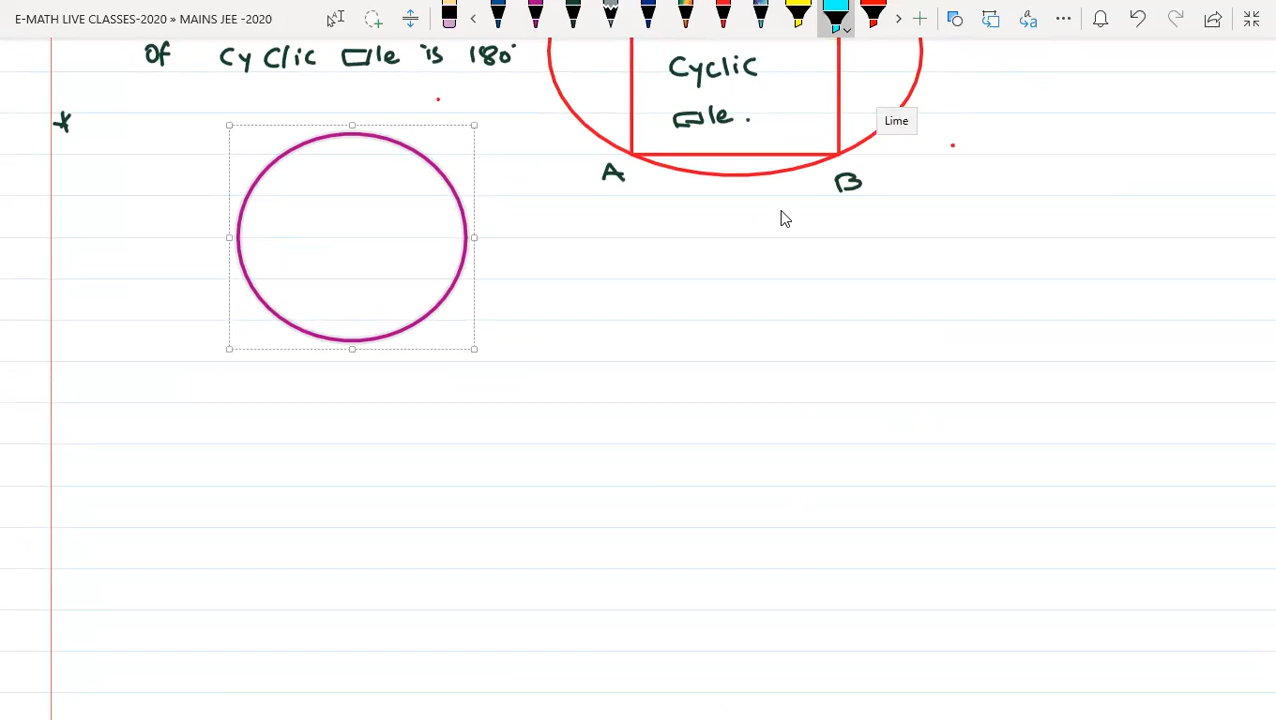 E-MATH LIVE CLASSES-2020 » MAINS JEE -2020
Of Cyclic ▭le is 180°
Cyclic
▭le.
Lime
*
A B